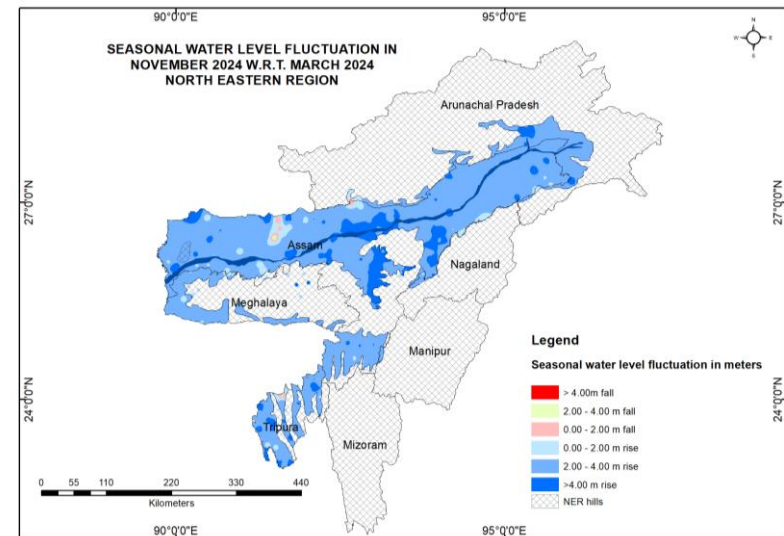 90°0'0"E
95°0'0"E
N
W
E
S
SEASONAL WATER LEVEL FLUCTUATION IN
NOVEMBER 2024 W.R.T. MARCH 2024
NORTH EASTERN REGION
Arunachal Pradesh
27°0'0"N
27°0'0"N
Assam
Nagaland
Meghalaya
Manipur
Tripura
Mizoram
24°0'0"N
24°0'0"N
Legend
Seasonal water level fluctuation in meters
> 4.00m fall
2.00 - 4.00 m fall
0.00 - 2.00 m fall
0.00 - 2.00 m rise
2.00 - 4.00 m rise
>4.00 m rise
NER hills
0 55 110 220 330 440
Kilometers
90°0'0"E
95°0'0"E